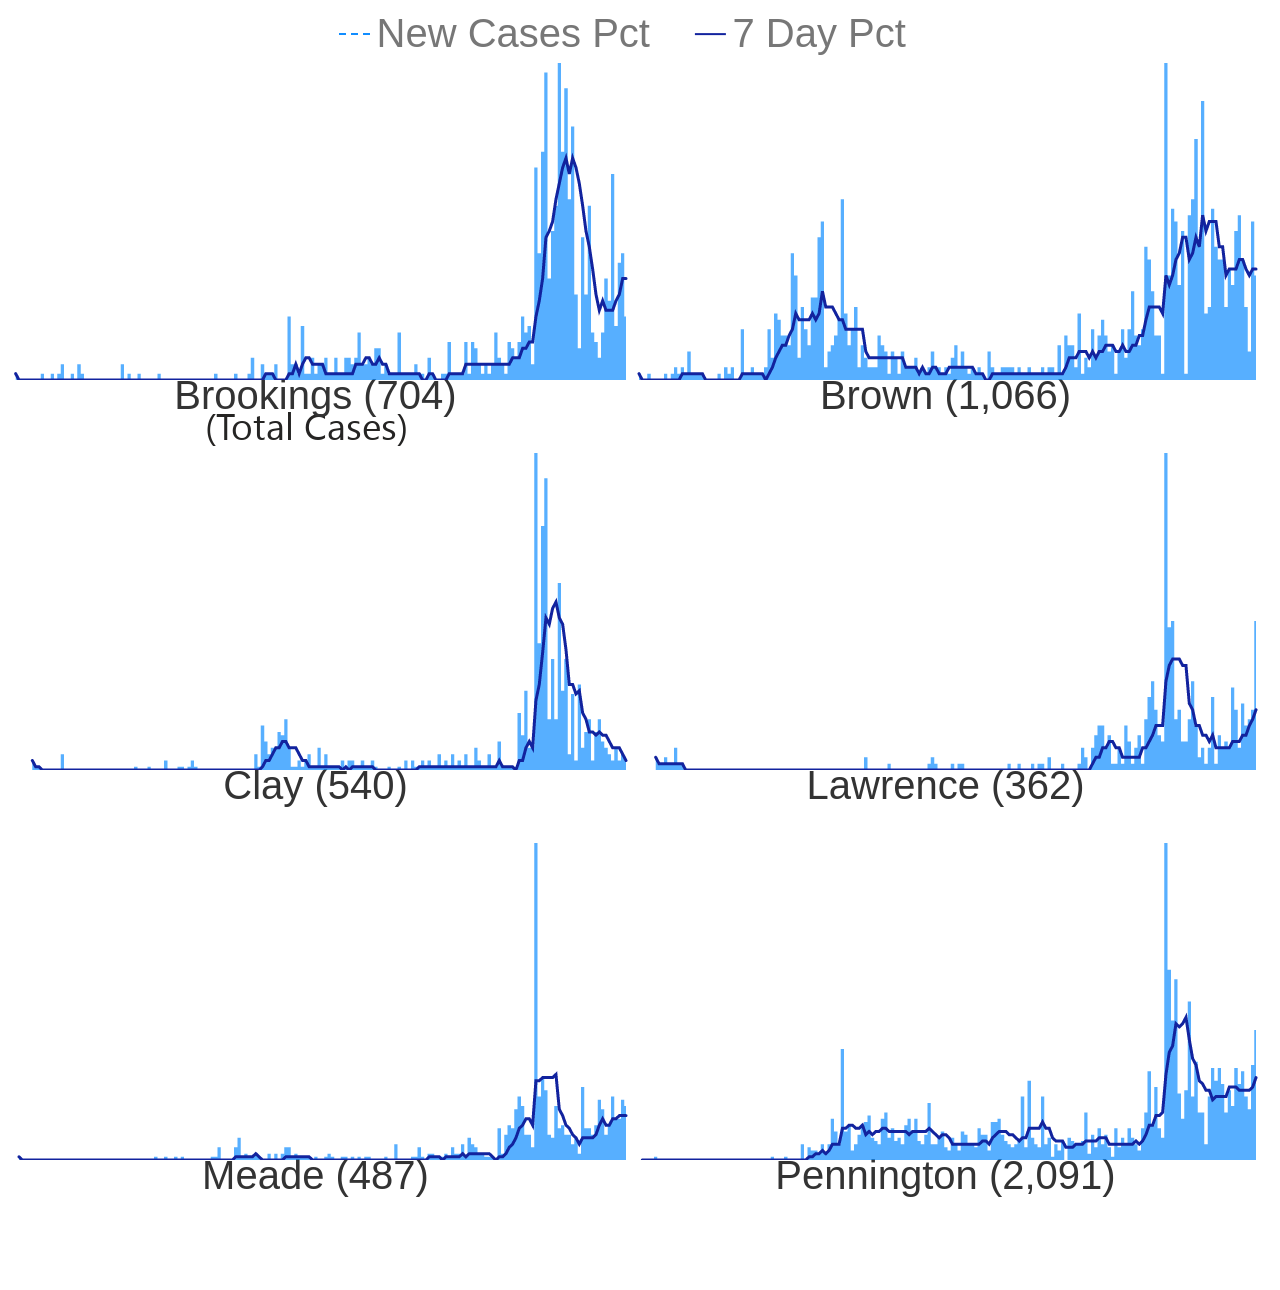 New Cases Pct 7 Day Pct
Brookings (704) Brown (1,066)
(Total Cases)
Clay (540) Lawrence (362)
Meade (487) Pennington (2,091)